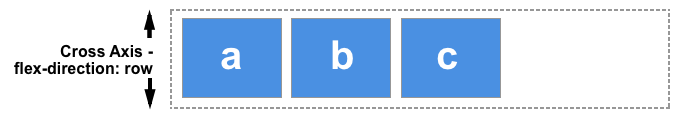 Cross Axis -
flex-direction: row
a b c